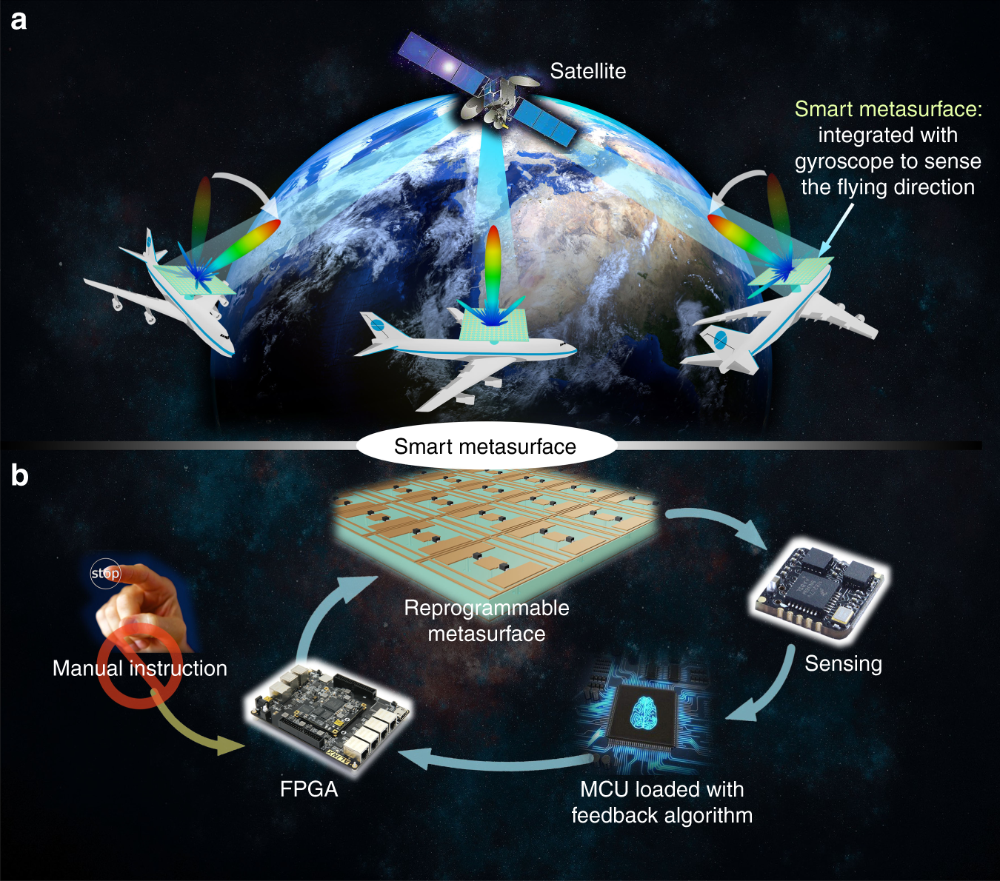 a
Satellite
Smart metasurface:
integrated with
gyroscope to sense
the flying direction
Smart metasurface
b
stop
Reprogrammable
metasurface
Manual instruction
Sensing
ALINX
FPGA
MCU loaded with
feedback algorithm